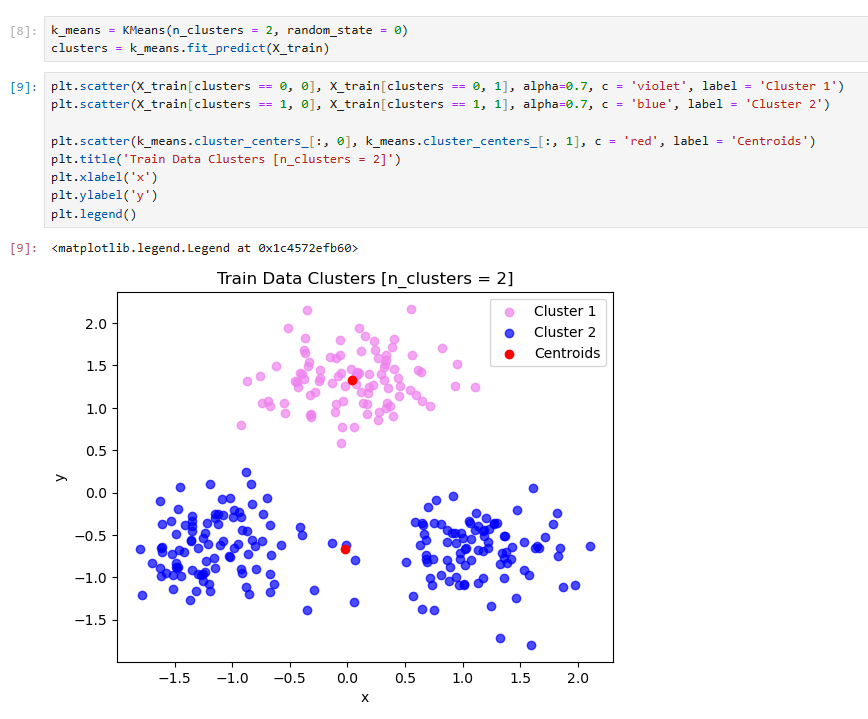 [8]: k_means = KMeans(n_clusters = 2, random_state = 0)
clusters = k_means.fit_predict(X_train)
[9]: plt.scatter(X_train[clusters == 0, 0], X_train[clusters == 0, 1], alpha=0.7, c = 'violet', label = 'Cluster 1')
plt.scatter(X_train[clusters == 1, 0], X_train[clusters == 1, 1], alpha=0.7, c = 'blue', label = 'Cluster 2')
plt.scatter(k_means.cluster_centers_[:, 0], k_means.cluster_centers_[:, 1], c = 'red', label = 'Centroids')
plt.title('Train Data Clusters [n_clusters = 2]')
plt.xlabel('x')
plt.ylabel('y')
plt.legend()
[9]: <matplotlib.legend.Legend at 0x1c4572efb60>
Train Data Clusters [n_clusters = 2]
Cluster 1
Cluster 2
Centroids
2.0
1.5
1.0
0.5
0.0
−0.5
−1.0
−1.5
y
−1.5 −1.0 −0.5 0.0 0.5 1.0 1.5 2.0
x